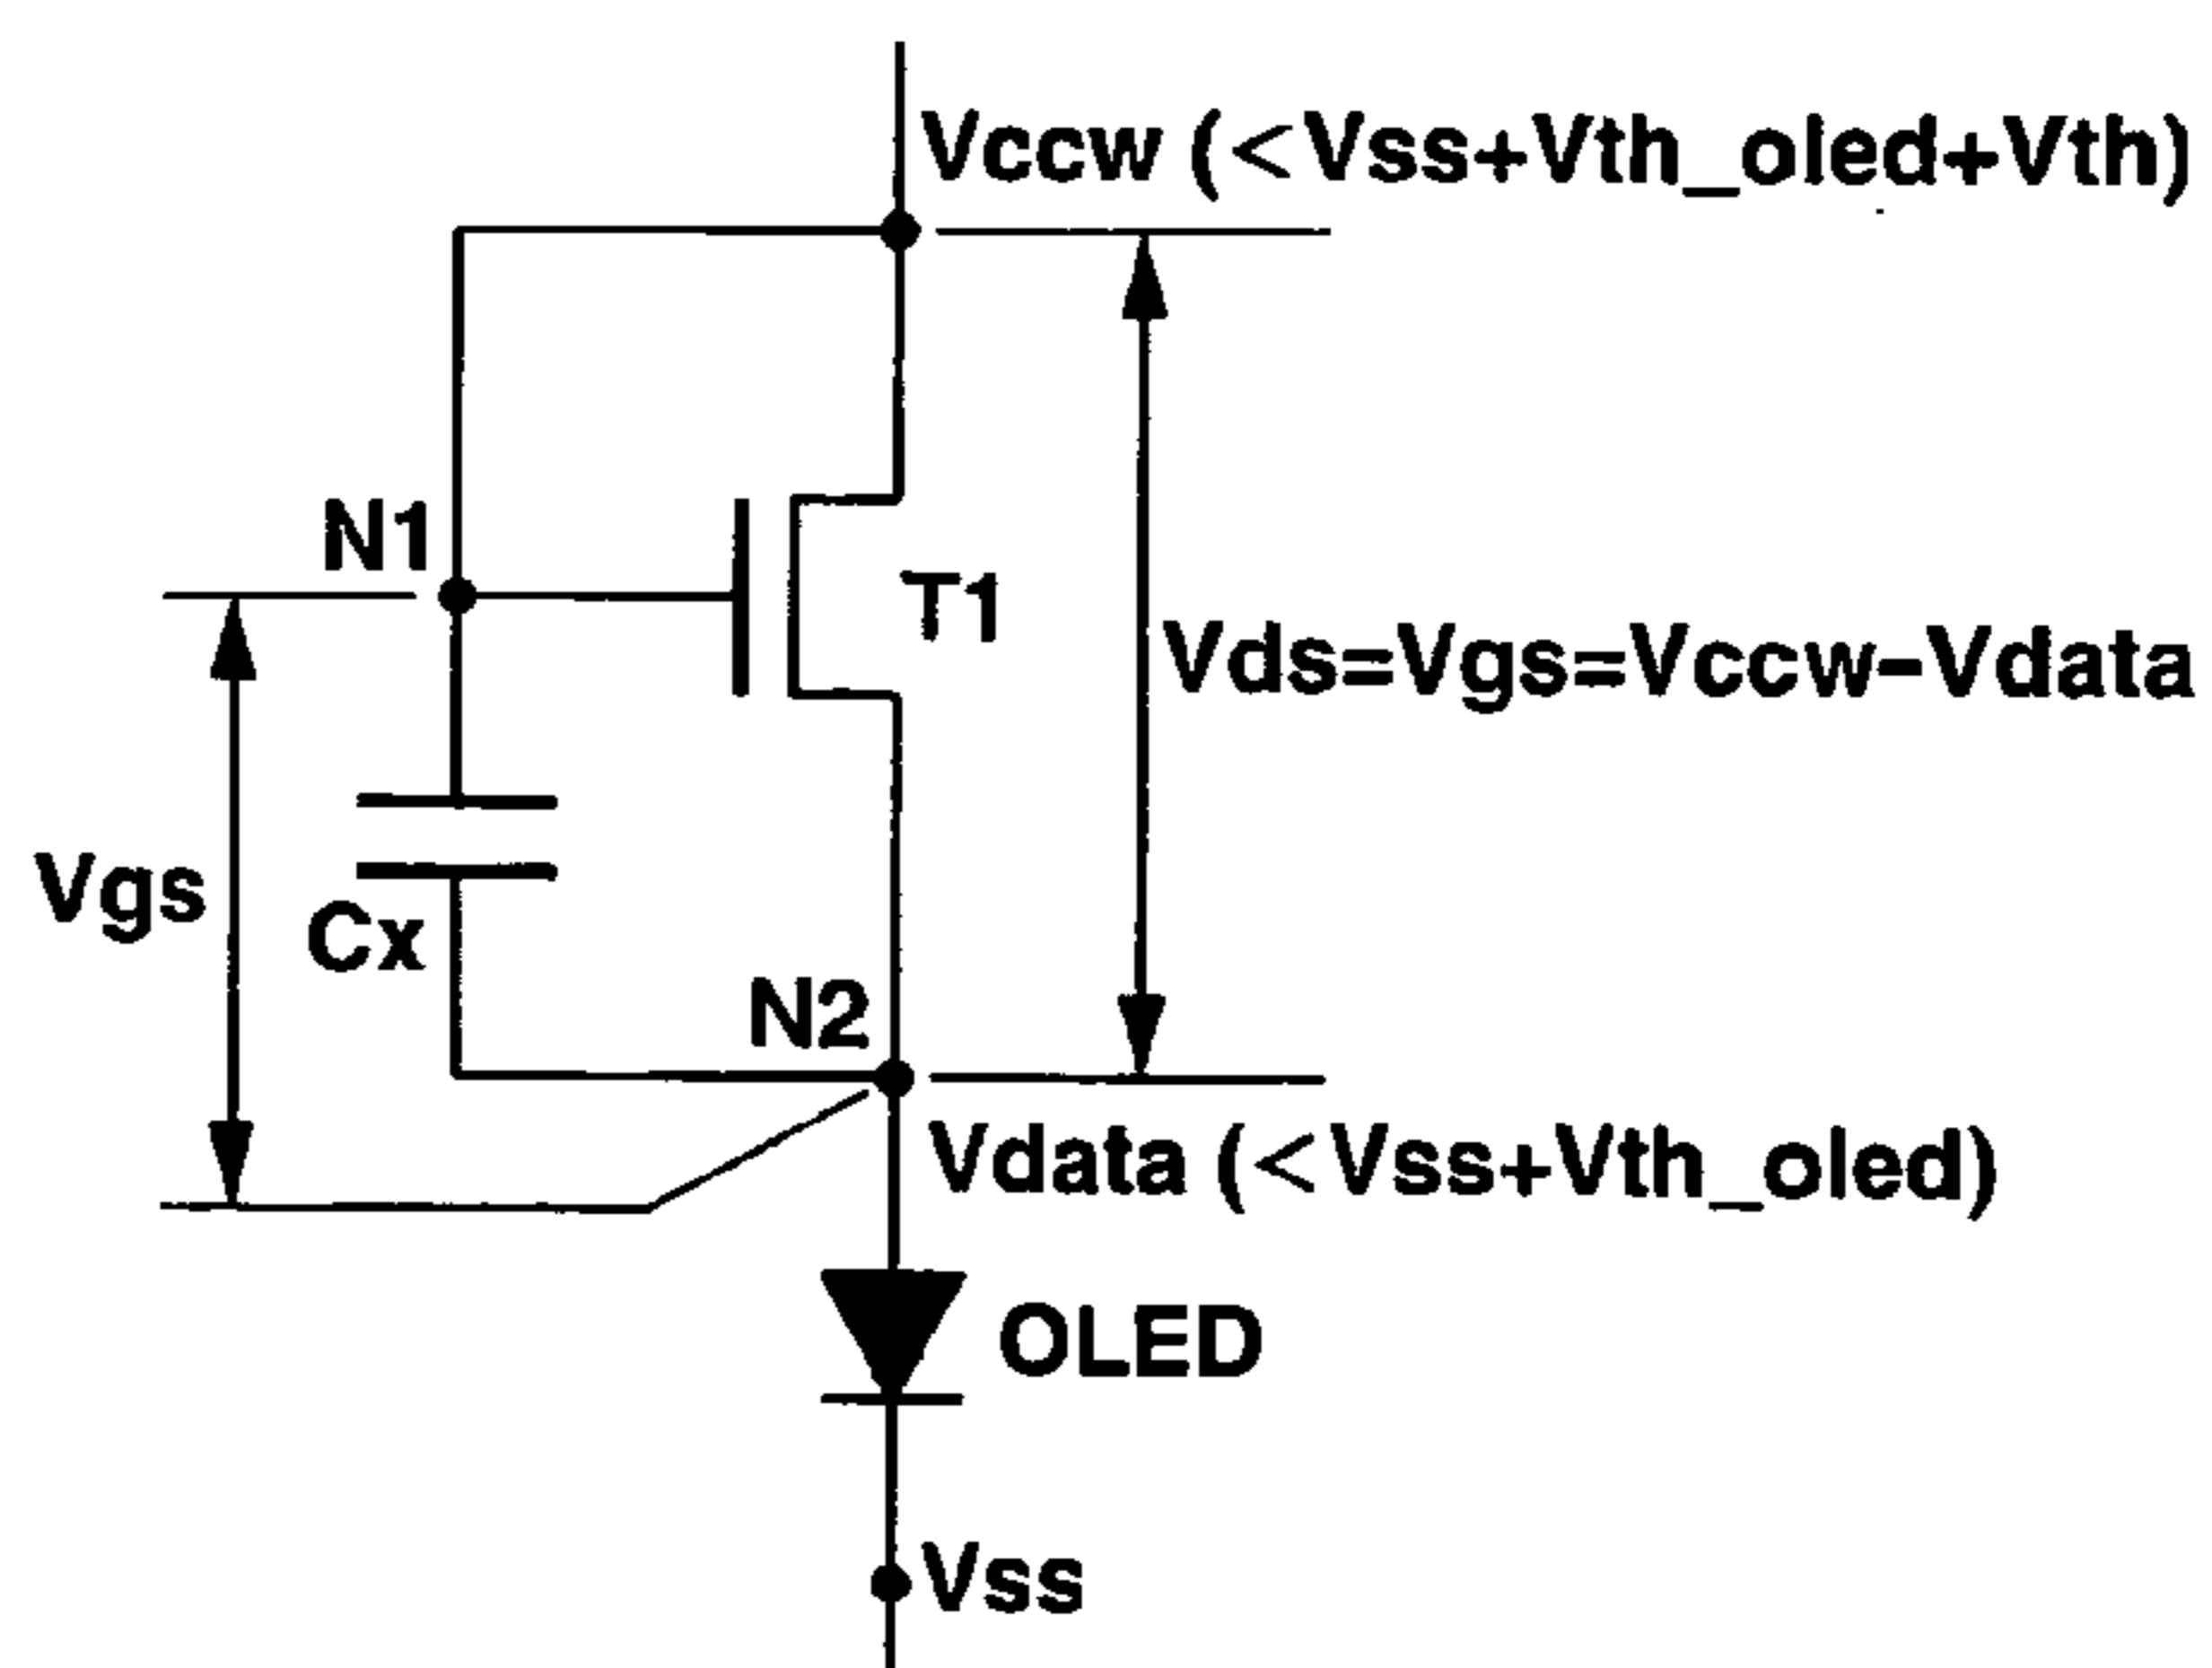 Vccw (<Vss+Vth_oled+Vth)
N1
T1
Vds=Vgs=Vccw-Vdata
Vgs
Cx
N2
Vdata (<Vss+Vth_oled)
OLED
Vss